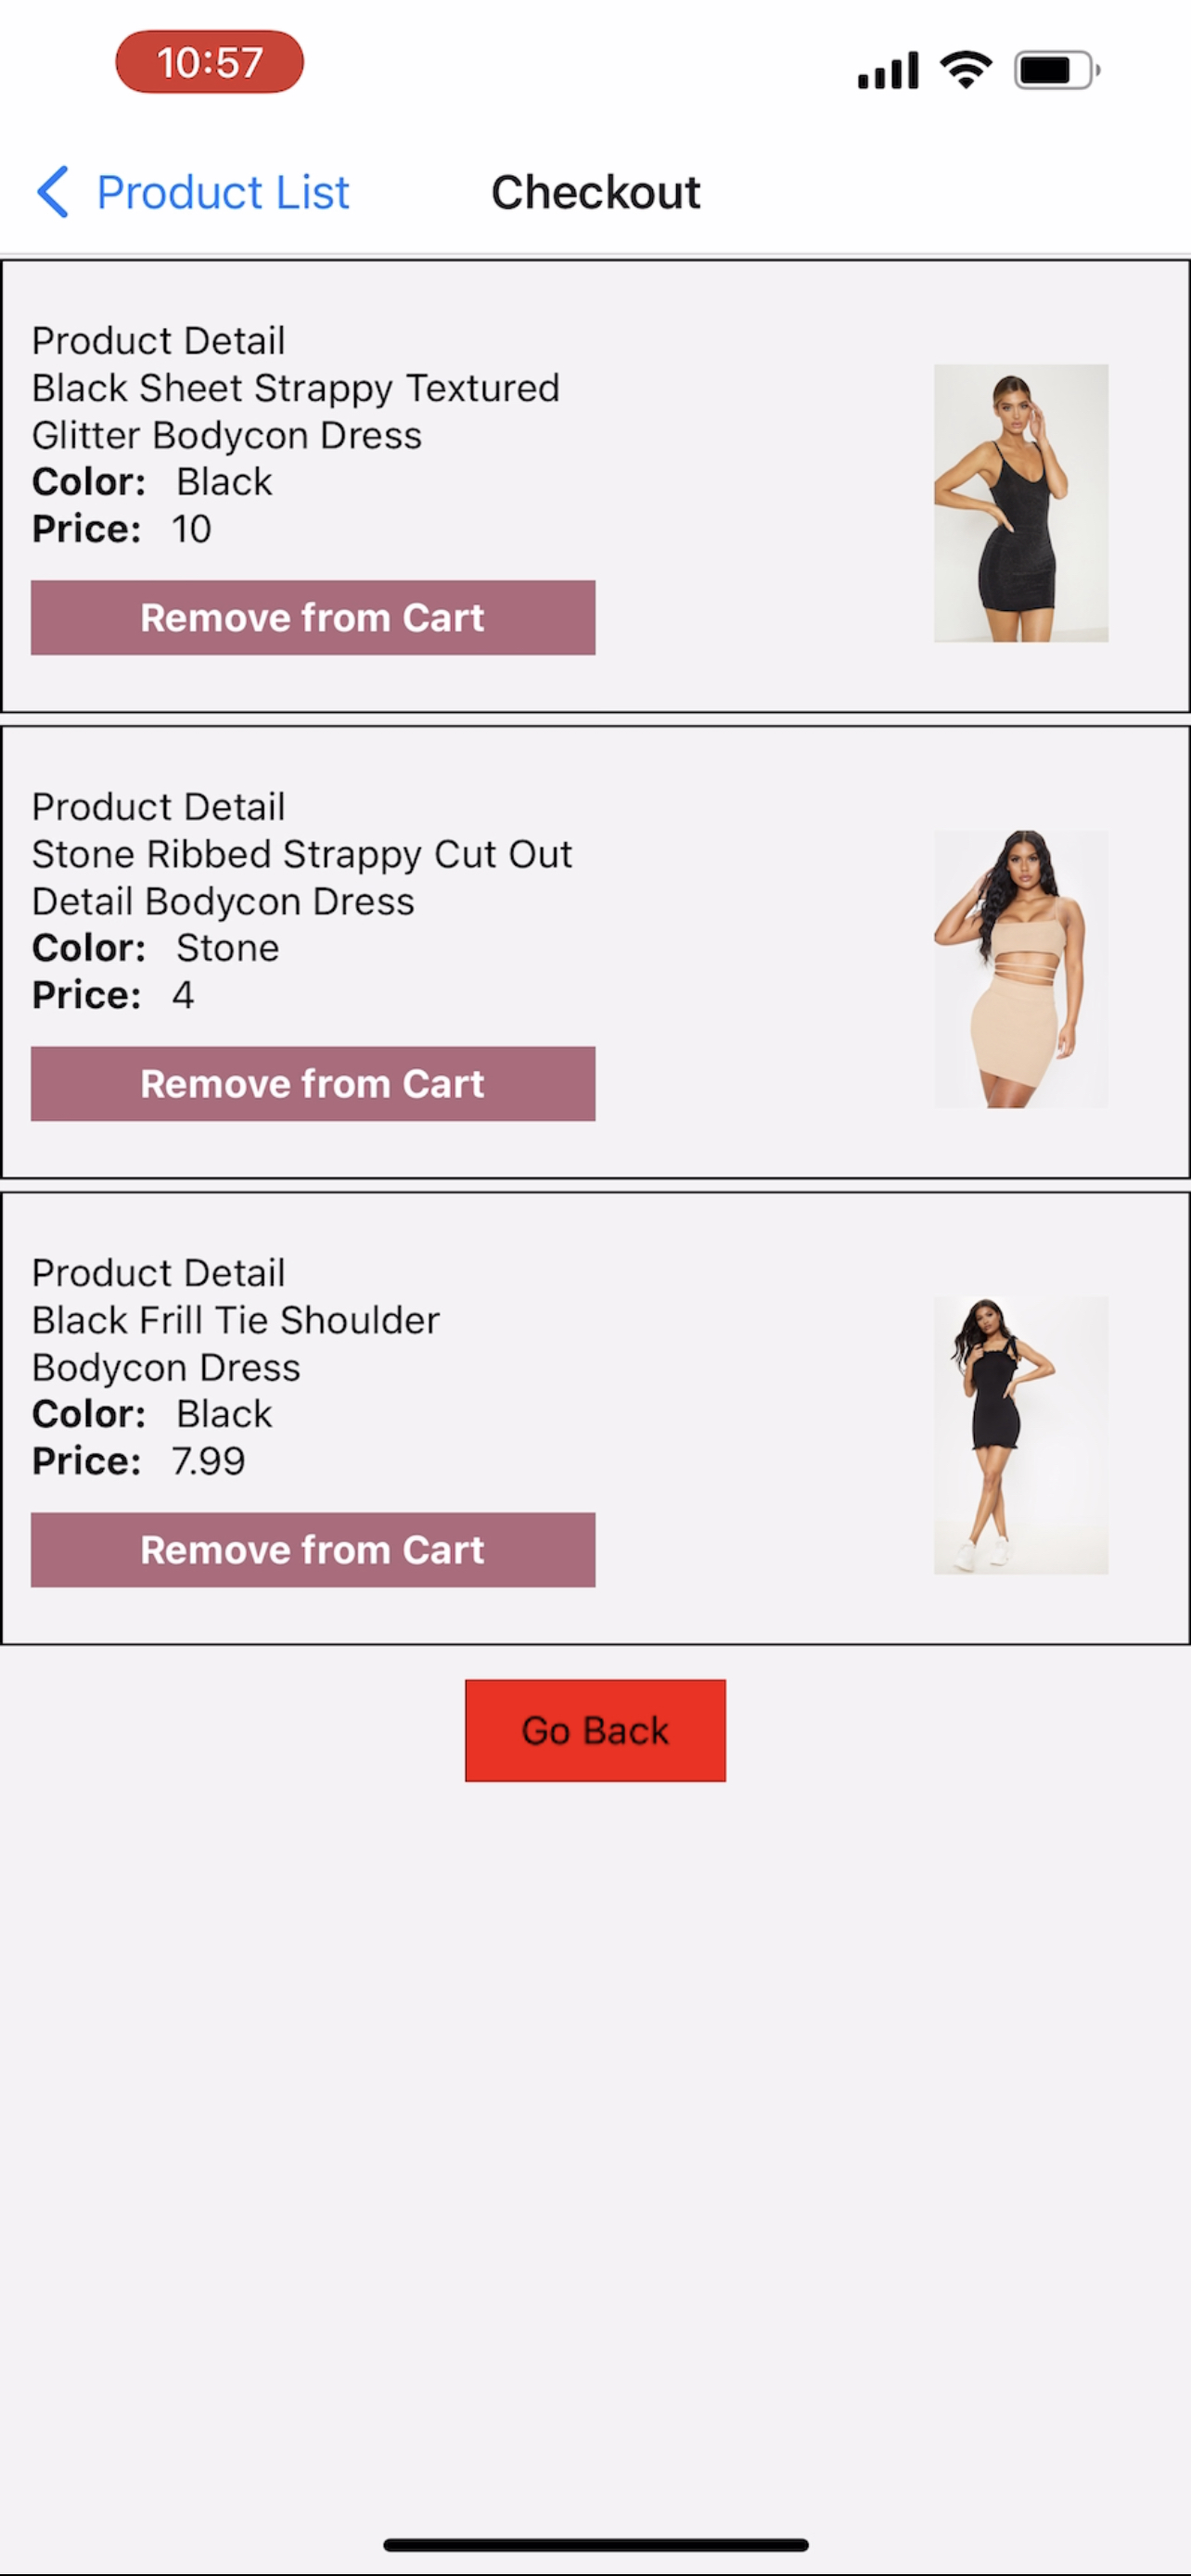 10:57
Product List
Checkout
Product Detail
Black Sheet Strappy Textured
Glitter Bodycon Dress
Color: Black
Price: 10
Remove from Cart
Product Detail
Stone Ribbed Strappy Cut Out
Detail Bodycon Dress
Color: Stone
Price: 4
Remove from Cart
Product Detail
Black Frill Tie Shoulder
Bodycon Dress
Color: Black
Price: 7.99
Remove from Cart
Go Back